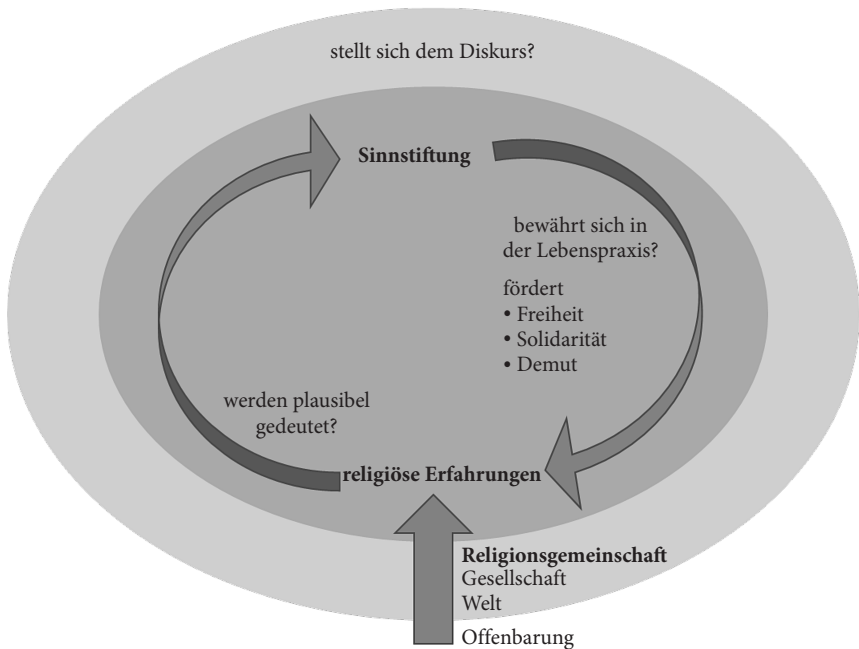 stellt sich dem Diskurs?
Sinnstiftung
bewährt sich in
der Lebenspraxis?
fördert
• Freiheit
• Solidarität
• Demut
werden plausibel
gedeutet?
religiöse Erfahrungen
Religionsgemeinschaft
Gesellschaft
Welt
Offenbarung